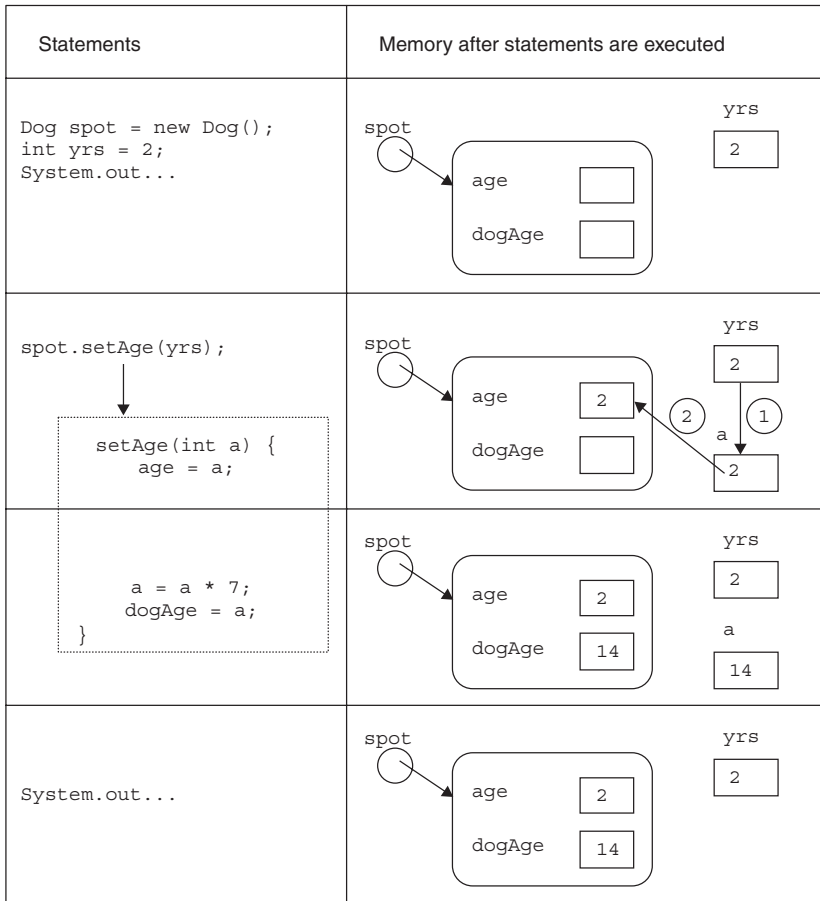 Statements
Memory after statements are executed
Dog spot = new Dog();
int yrs = 2;
System.out...
spot
age
dogAge
yrs
2
spot.setAge(yrs);
setAge(int a) {
age = a;
spot
age
2
dogAge
yrs
2
2
1
a
2
a = a * 7;
dogAge = a;
}
spot
age
2
dogAge
14
yrs
2
a
14
System.out...
spot
age
2
dogAge
14
yrs
2